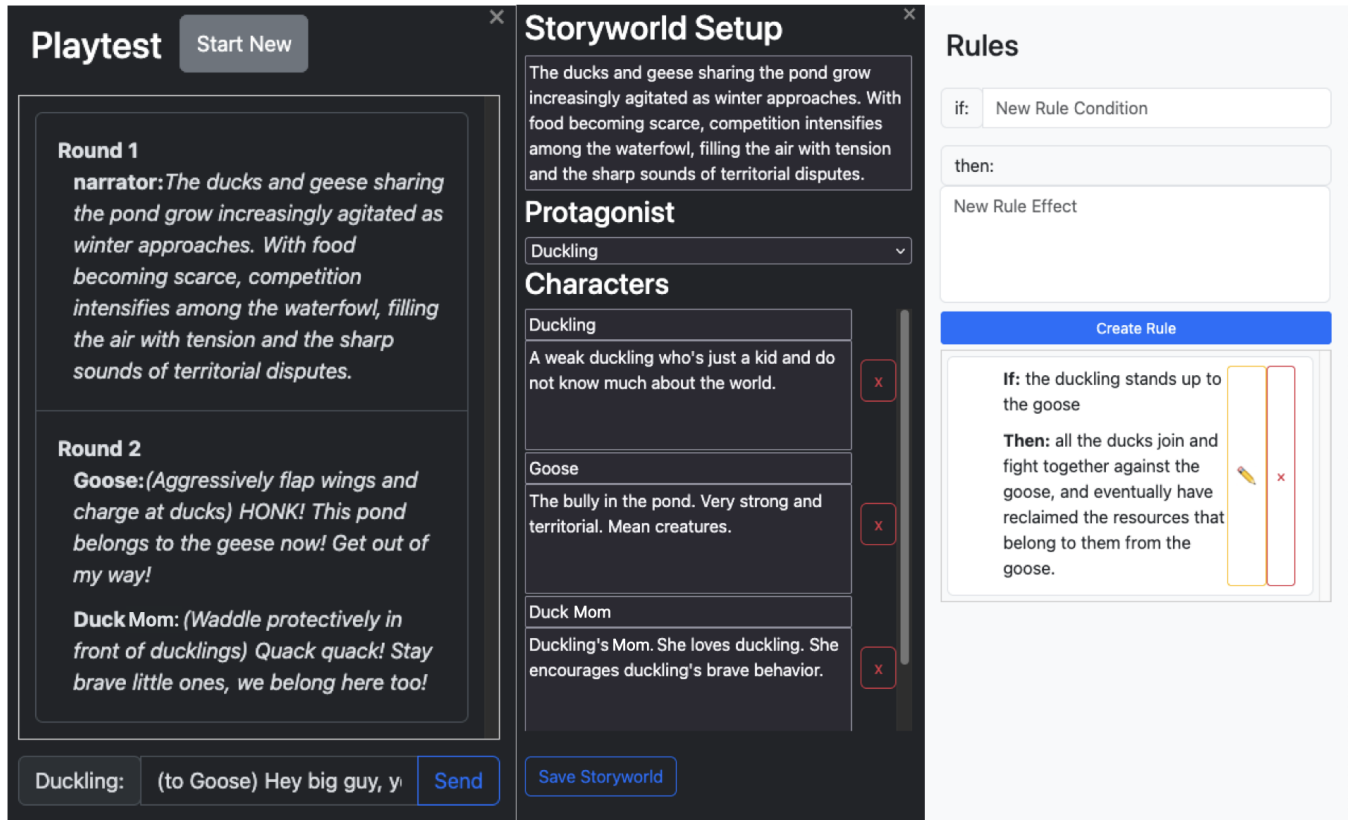 Playtest
Start New
Round 1
narrator:The ducks and geese sharing
the pond grow increasingly agitated as
winter approaches. With food
becoming scarce, competition
intensifies among the waterfowl, filling
the air with tension and the sharp
sounds of territorial disputes.
Round 2
Goose:(Aggressively flap wings and
charge at ducks) HONK! This pond
belongs to the geese now! Get out of
my way!
Duck Mom: (Waddle protectively in
front of ducklings) Quack quack! Stay
brave little ones, we belong here too!
Duckling:
(to Goose) Hey big guy, y
Send
Storyworld Setup
The ducks and geese sharing the pond grow
increasingly agitated as winter approaches. With
food becoming scarce, competition intensifies
among the waterfowl, filling the air with tension
and the sharp sounds of territorial disputes.
Protagonist
Duckling
Characters
Duckling
A weak duckling who's just a kid and do
not know much about the world.
x
Goose
The bully in the pond. Very strong and
territorial. Mean creatures.
x
Duck Mom
Duckling's Mom. She loves duckling. She
encourages duckling's brave behavior.
x
Save Storyworld
Rules
if:
New Rule Condition
then:
New Rule Effect
Create Rule
If: the duckling stands up to
the goose
Then: all the ducks join and
fight together against the
goose, and eventually have
reclaimed the resources that
belong to them from the
goose.
x